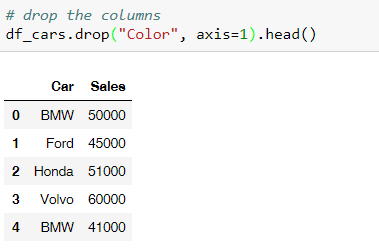 # drop the columns
df_cars.drop("Color", axis=1).head()
Car Sales
0 BMW 50000
1 Ford 45000
2 Honda 51000
3 Volvo 60000
4 BMW 41000